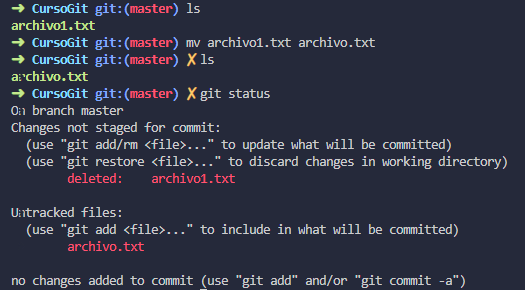 ➜ CursoGit git:(master) ls
archivo1.txt
➜ CursoGit git:(master) mv archivo1.txt archivo.txt
➜ CursoGit git:(master) ✗ ls
archivo.txt
➜ CursoGit git:(master) ✗ git status
On branch master
Changes not staged for commit:
  (use "git add/rm <file>..." to update what will be committed)
  (use "git restore <file>..." to discard changes in working directory)
        deleted:    archivo1.txt

Untracked files:
  (use "git add <file>..." to include in what will be committed)
        archivo.txt

no changes added to commit (use "git add" and/or "git commit -a")